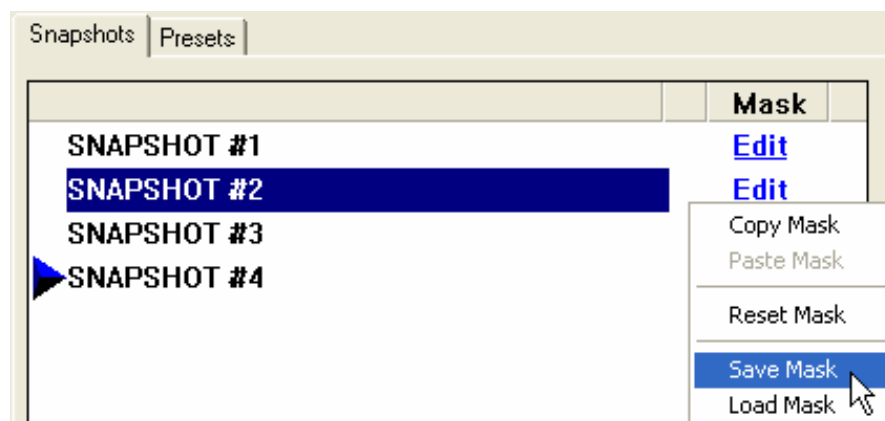 Snapshots Presets
Mask
SNAPSHOT #1 Edit
SNAPSHOT #2 Edit
SNAPSHOT #3
SNAPSHOT #4
Copy Mask
Paste Mask
Reset Mask
Save Mask
Load Mask